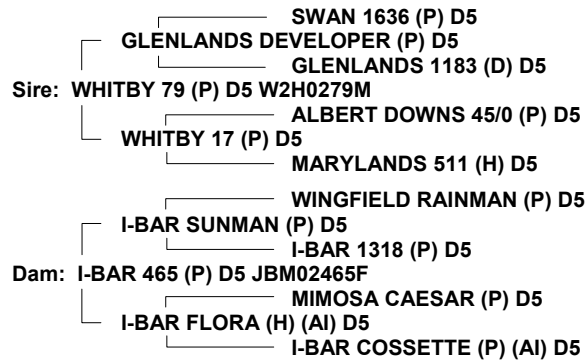 SWAN 1636 (P) D5
GLENLANDS DEVELOPER (P) D5
GLENLANDS 1183 (D) D5
Sire: WHITBY 79 (P) D5 W2H0279M
ALBERT DOWNS 45/0 (P) D5
WHITBY 17 (P) D5
MARYLANDS 511 (H) D5
WINGFIELD RAINMAN (P) D5
I-BAR SUNMAN (P) D5
I-BAR 1318 (P) D5
Dam: I-BAR 465 (P) D5 JBM02465F
MIMOSA CAESAR (P) D5
I-BAR FLORA (H) (AI) D5
I-BAR COSSETTE (P) (AI) D5